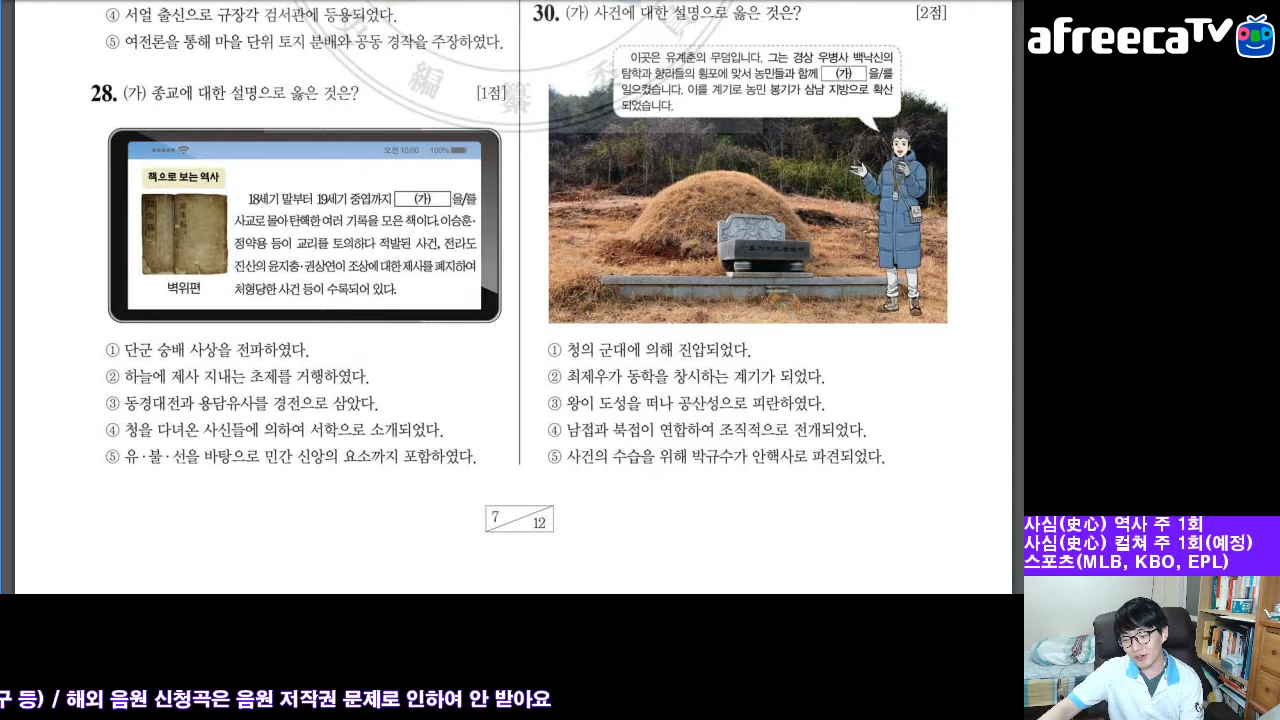 ④ 서얼 출신으로 규장각 검서관에 등용되었다.
⑤ 여전론을 통해 마을 단위 토지 분배와 공동 경작을 주장하였다.
28. (가) 종교에 대한 설명으로 옳은 것은? [1점]
오전 10:00 100%
책으로 보는 역사
18세기 말부터 19세기 중엽까지 (가) 을/를
사교로 몰아 탄핵한 여러 기록을 모은 책이다. 이승훈·
정약용 등이 교리를 토의하다 적발된 사건, 전라도
진산의 윤지충·권상연이 조상에 대한 제사를 폐지하여
처형당한 사건 등이 수록되어 있다.
벽위편
① 단군 숭배 사상을 전파하였다.
② 하늘에 제사 지내는 초제를 거행하였다.
③ 동경대전과 용담유사를 경전으로 삼았다.
④ 청을 다녀온 사신들에 의하여 서학으로 소개되었다.
⑤ 유·불·선을 바탕으로 민간 신앙의 요소까지 포함하였다.
30. (가) 사건에 대한 설명으로 옳은 것은? [2점]
이곳은 유계춘의 무덤입니다. 그는 경상 우병사 백낙신의
탐학과 향리들의 횡포에 맞서 농민들과 함께 (가) 을/를
일으켰습니다. 이를 계기로 농민 봉기가 삼남 지방으로 확산
되었습니다.
① 청의 군대에 의해 진압되었다.
② 최제우가 동학을 창시하는 계기가 되었다.
③ 왕이 도성을 떠나 공산성으로 피란하였다.
④ 남접과 북접이 연합하여 조직적으로 전개되었다.
⑤ 사건의 수습을 위해 박규수가 안핵사로 파견되었다.
7 12
編
纂
afreecaTV
사심(史心) 역사 주 1회
사심(史心) 컬쳐 주 1회(예정)
스포츠(MLB, KBO, EPL)
구 등) / 해외 음원 신청곡은 음원 저작권 문제로 인하여 안 받아요